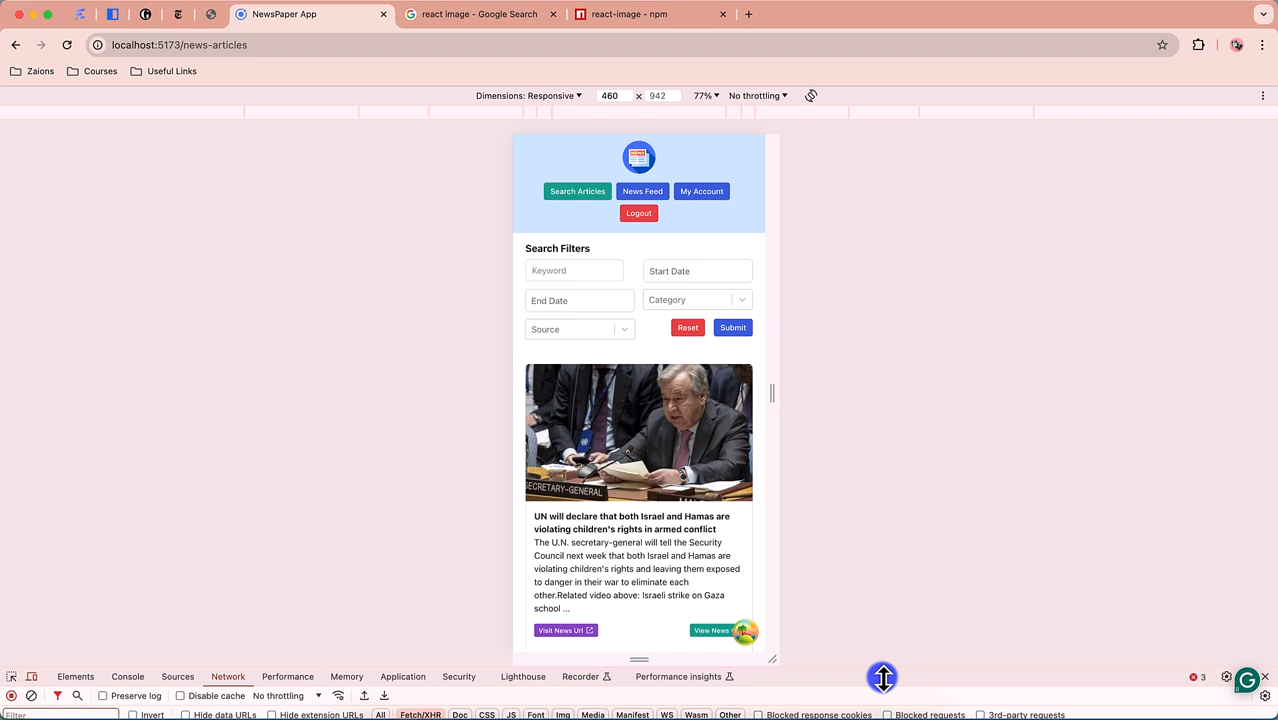 NewsPaper App
react image - Google Search
react-image - npm
localhost:5173/news-articles
Zaions
Courses
Useful Links
Dimensions: Responsive
460 × 942
77%
No throttling
NEWS
Search Articles
News Feed
My Account
Logout
Search Filters
Keyword
Start Date
End Date
Category
Source
Reset
Submit
SECRETARY-GENERAL
UN will declare that both Israel and Hamas are
violating children's rights in armed conflict
The U.N. secretary-general will tell the Security
Council next week that both Israel and Hamas are
violating children's rights and leaving them exposed
to danger in their war to eliminate each
other.Related video above: Israeli strike on Gaza
school ...
Visit News Url
View News
Elements
Console
Sources
Network
Performance
Memory
Application
Security
Lighthouse
Recorder
Performance insights
3
Preserve log
Disable cache
No throttling
Filter
Invert
Hide data URLs
Hide extension URLs
All
Fetch/XHR
Doc
CSS
JS
Font
Img
Media
Manifest
WS
Wasm
Other
Blocked response cookies
Blocked requests
3rd-party requests